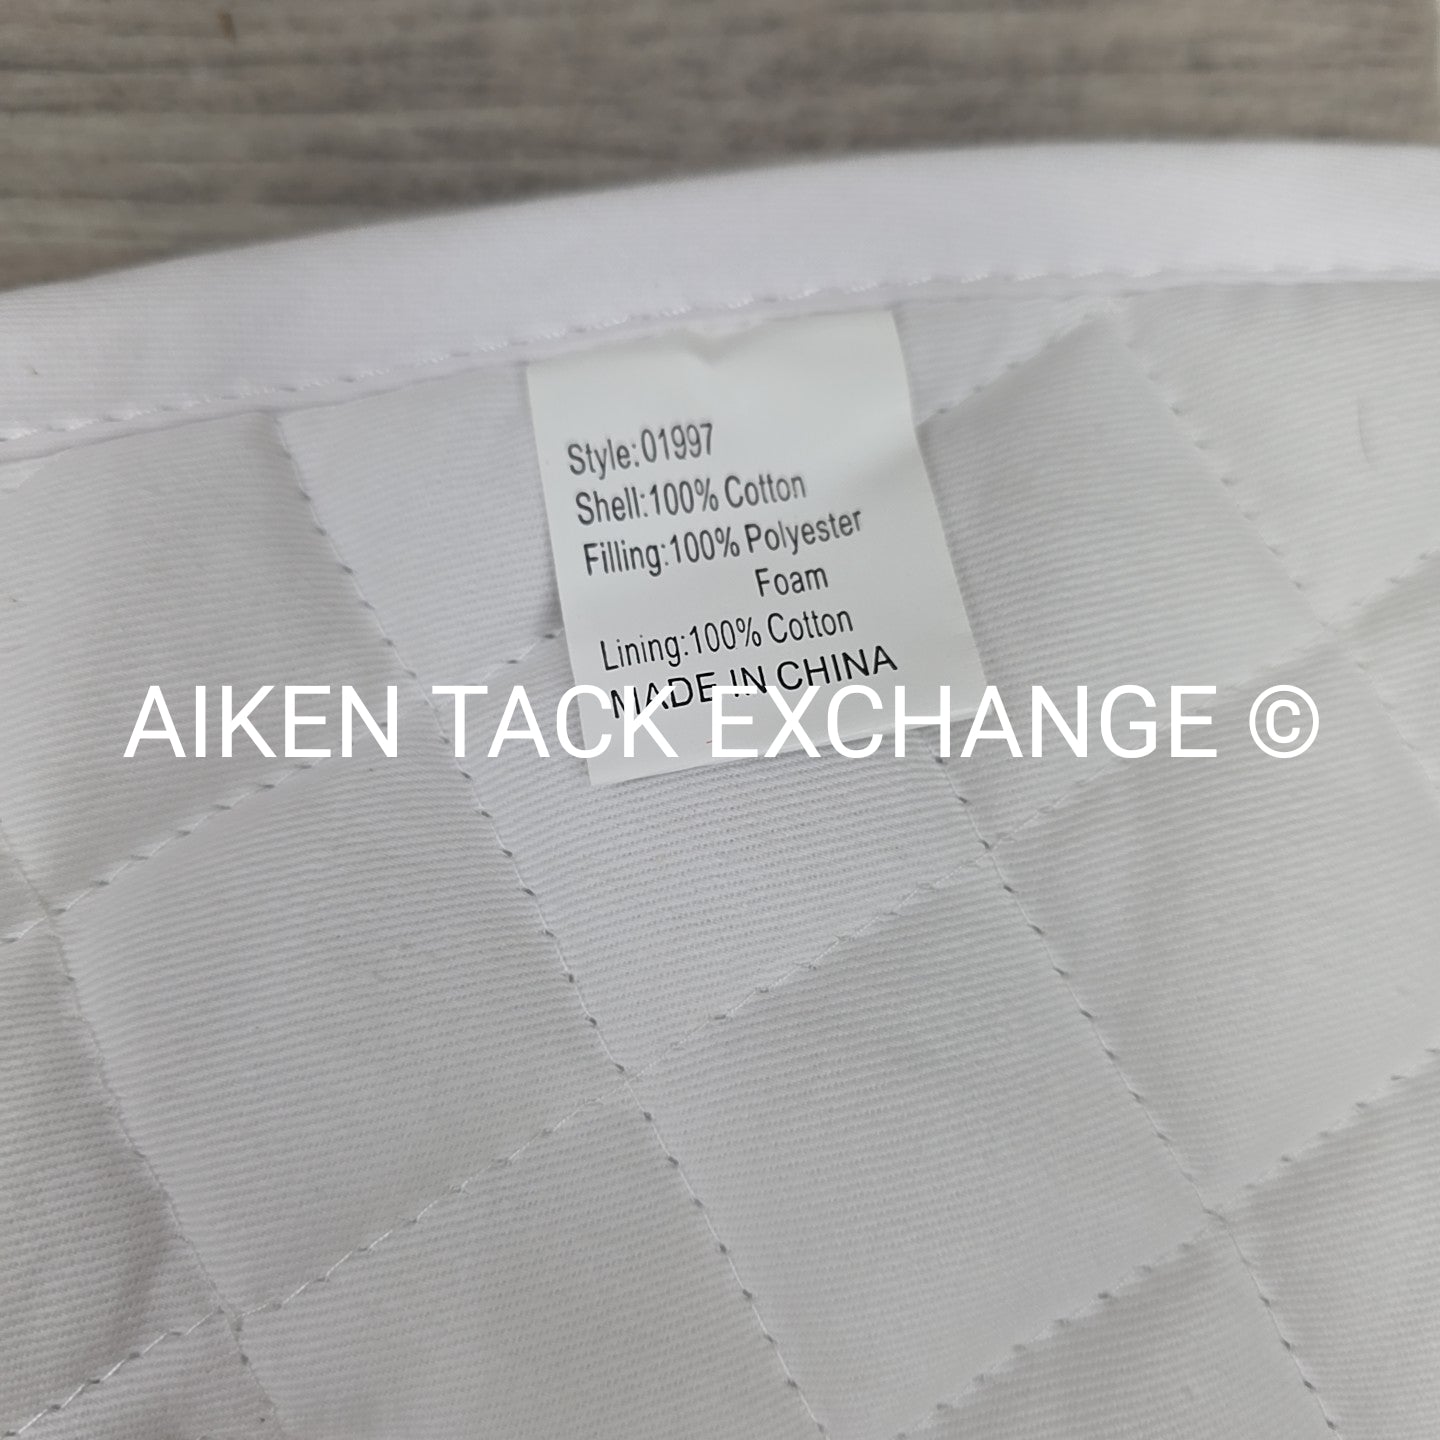 Style:01997
Shell:100% Cotton
Filling:100% Polyester
Foam
Lining:100% Cotton
MADE IN CHINA
AIKEN TACK EXCHANGE ©